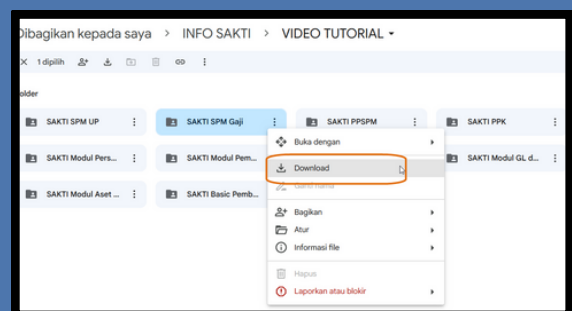 Dibagikan kepada saya > INFO SAKTI > VIDEO TUTORIAL
1 dipilih
older
SAKTI SPM UP
SAKTI SPM Gaji
SAKTI PPSPM
SAKTI PPK
Buka dengan
SAKTI Modul Pers...
SAKTI Modul Pem...
Download
SAKTI Modul GL d...
Ganti nama
SAKTI Modul Aset ...
SAKTI Basic Pemb...
Bagikan
Atur
Informasi file
Hapus
Laporkan atau blokir